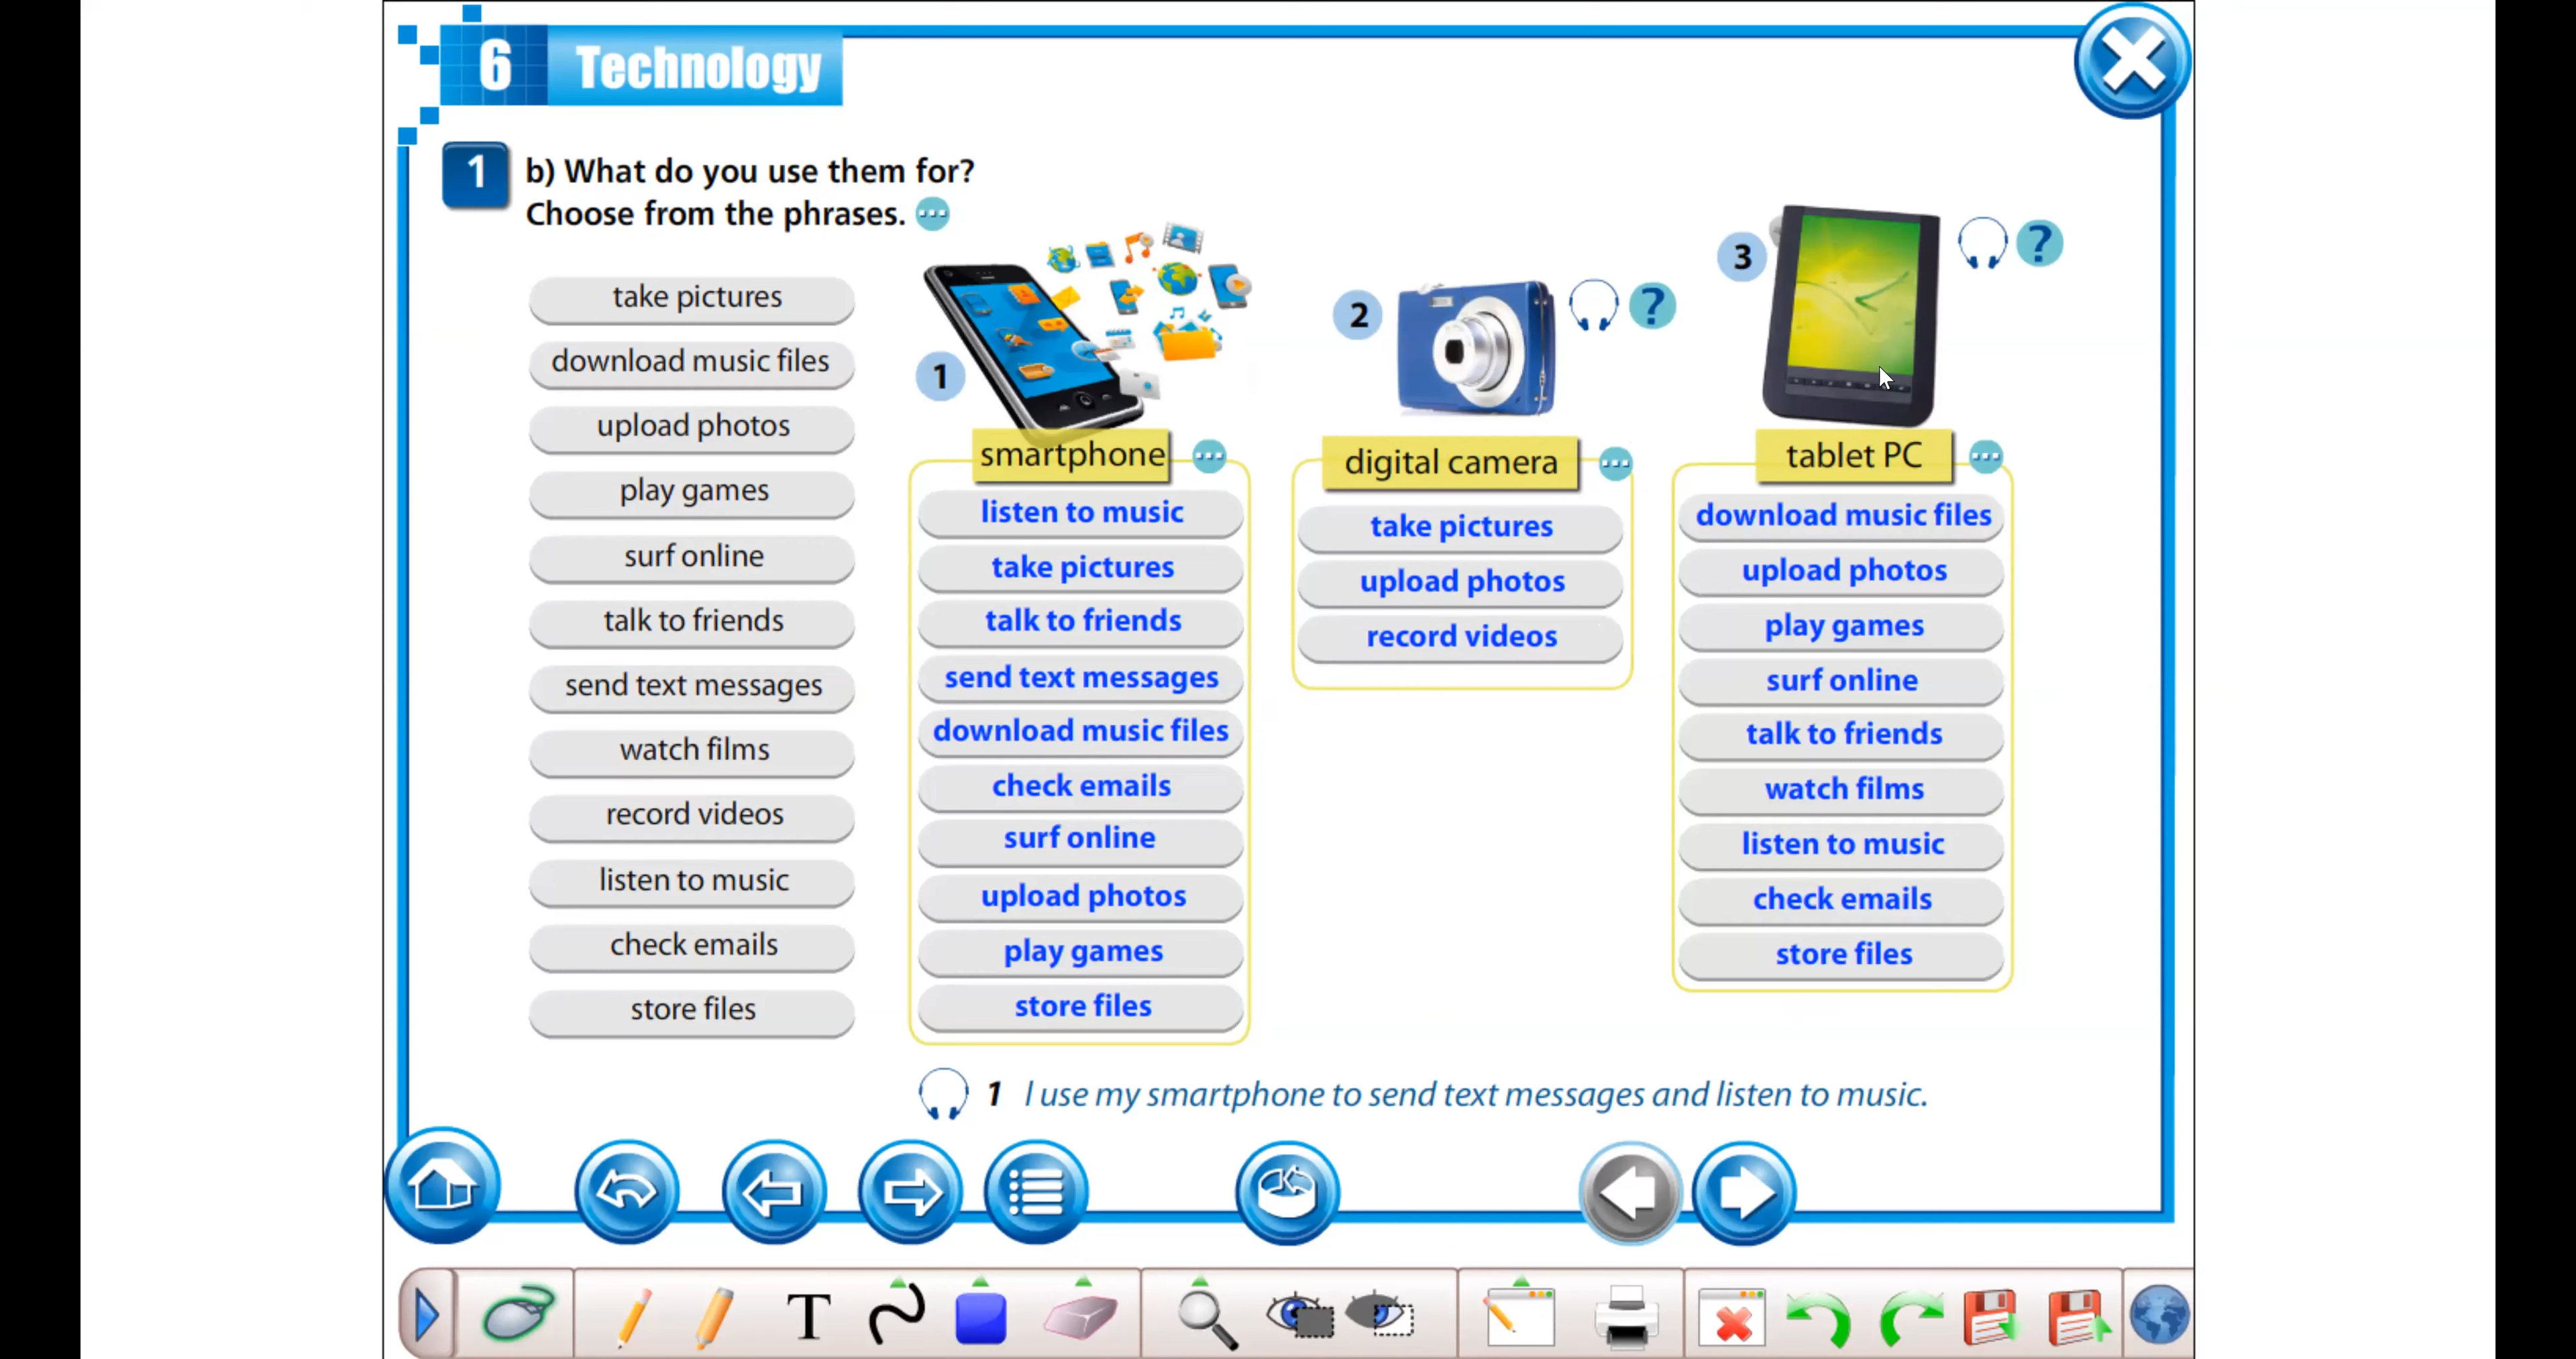 6 Technology
1 b) What do you use them for?
Choose from the phrases.
take pictures
download music files
upload photos
play games
surf online
talk to friends
send text messages
watch films
record videos
listen to music
check emails
store files
1
smartphone
listen to music
take pictures
talk to friends
send text messages
download music files
check emails
surf online
upload photos
play games
store files
2
?
digital camera
take pictures
upload photos
record videos
3
?
tablet PC
download music files
upload photos
play games
surf online
talk to friends
watch films
listen to music
check emails
store files
1 I use my smartphone to send text messages and listen to music.
T